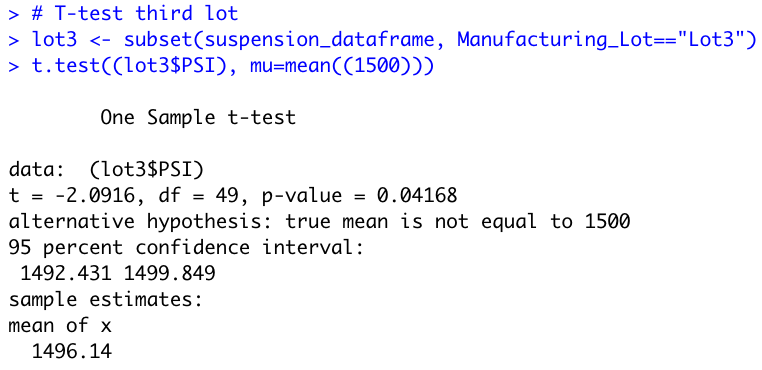 > # T-test third lot
> lot3 <- subset(suspension_dataframe, Manufacturing_Lot=="Lot3")
> t.test((lot3$PSI), mu=mean((1500)))
One Sample t-test
data:  (lot3$PSI)
t = -2.0916, df = 49, p-value = 0.04168
alternative hypothesis: true mean is not equal to 1500
95 percent confidence interval:
 1492.431 1499.849
sample estimates:
mean of x
  1496.14